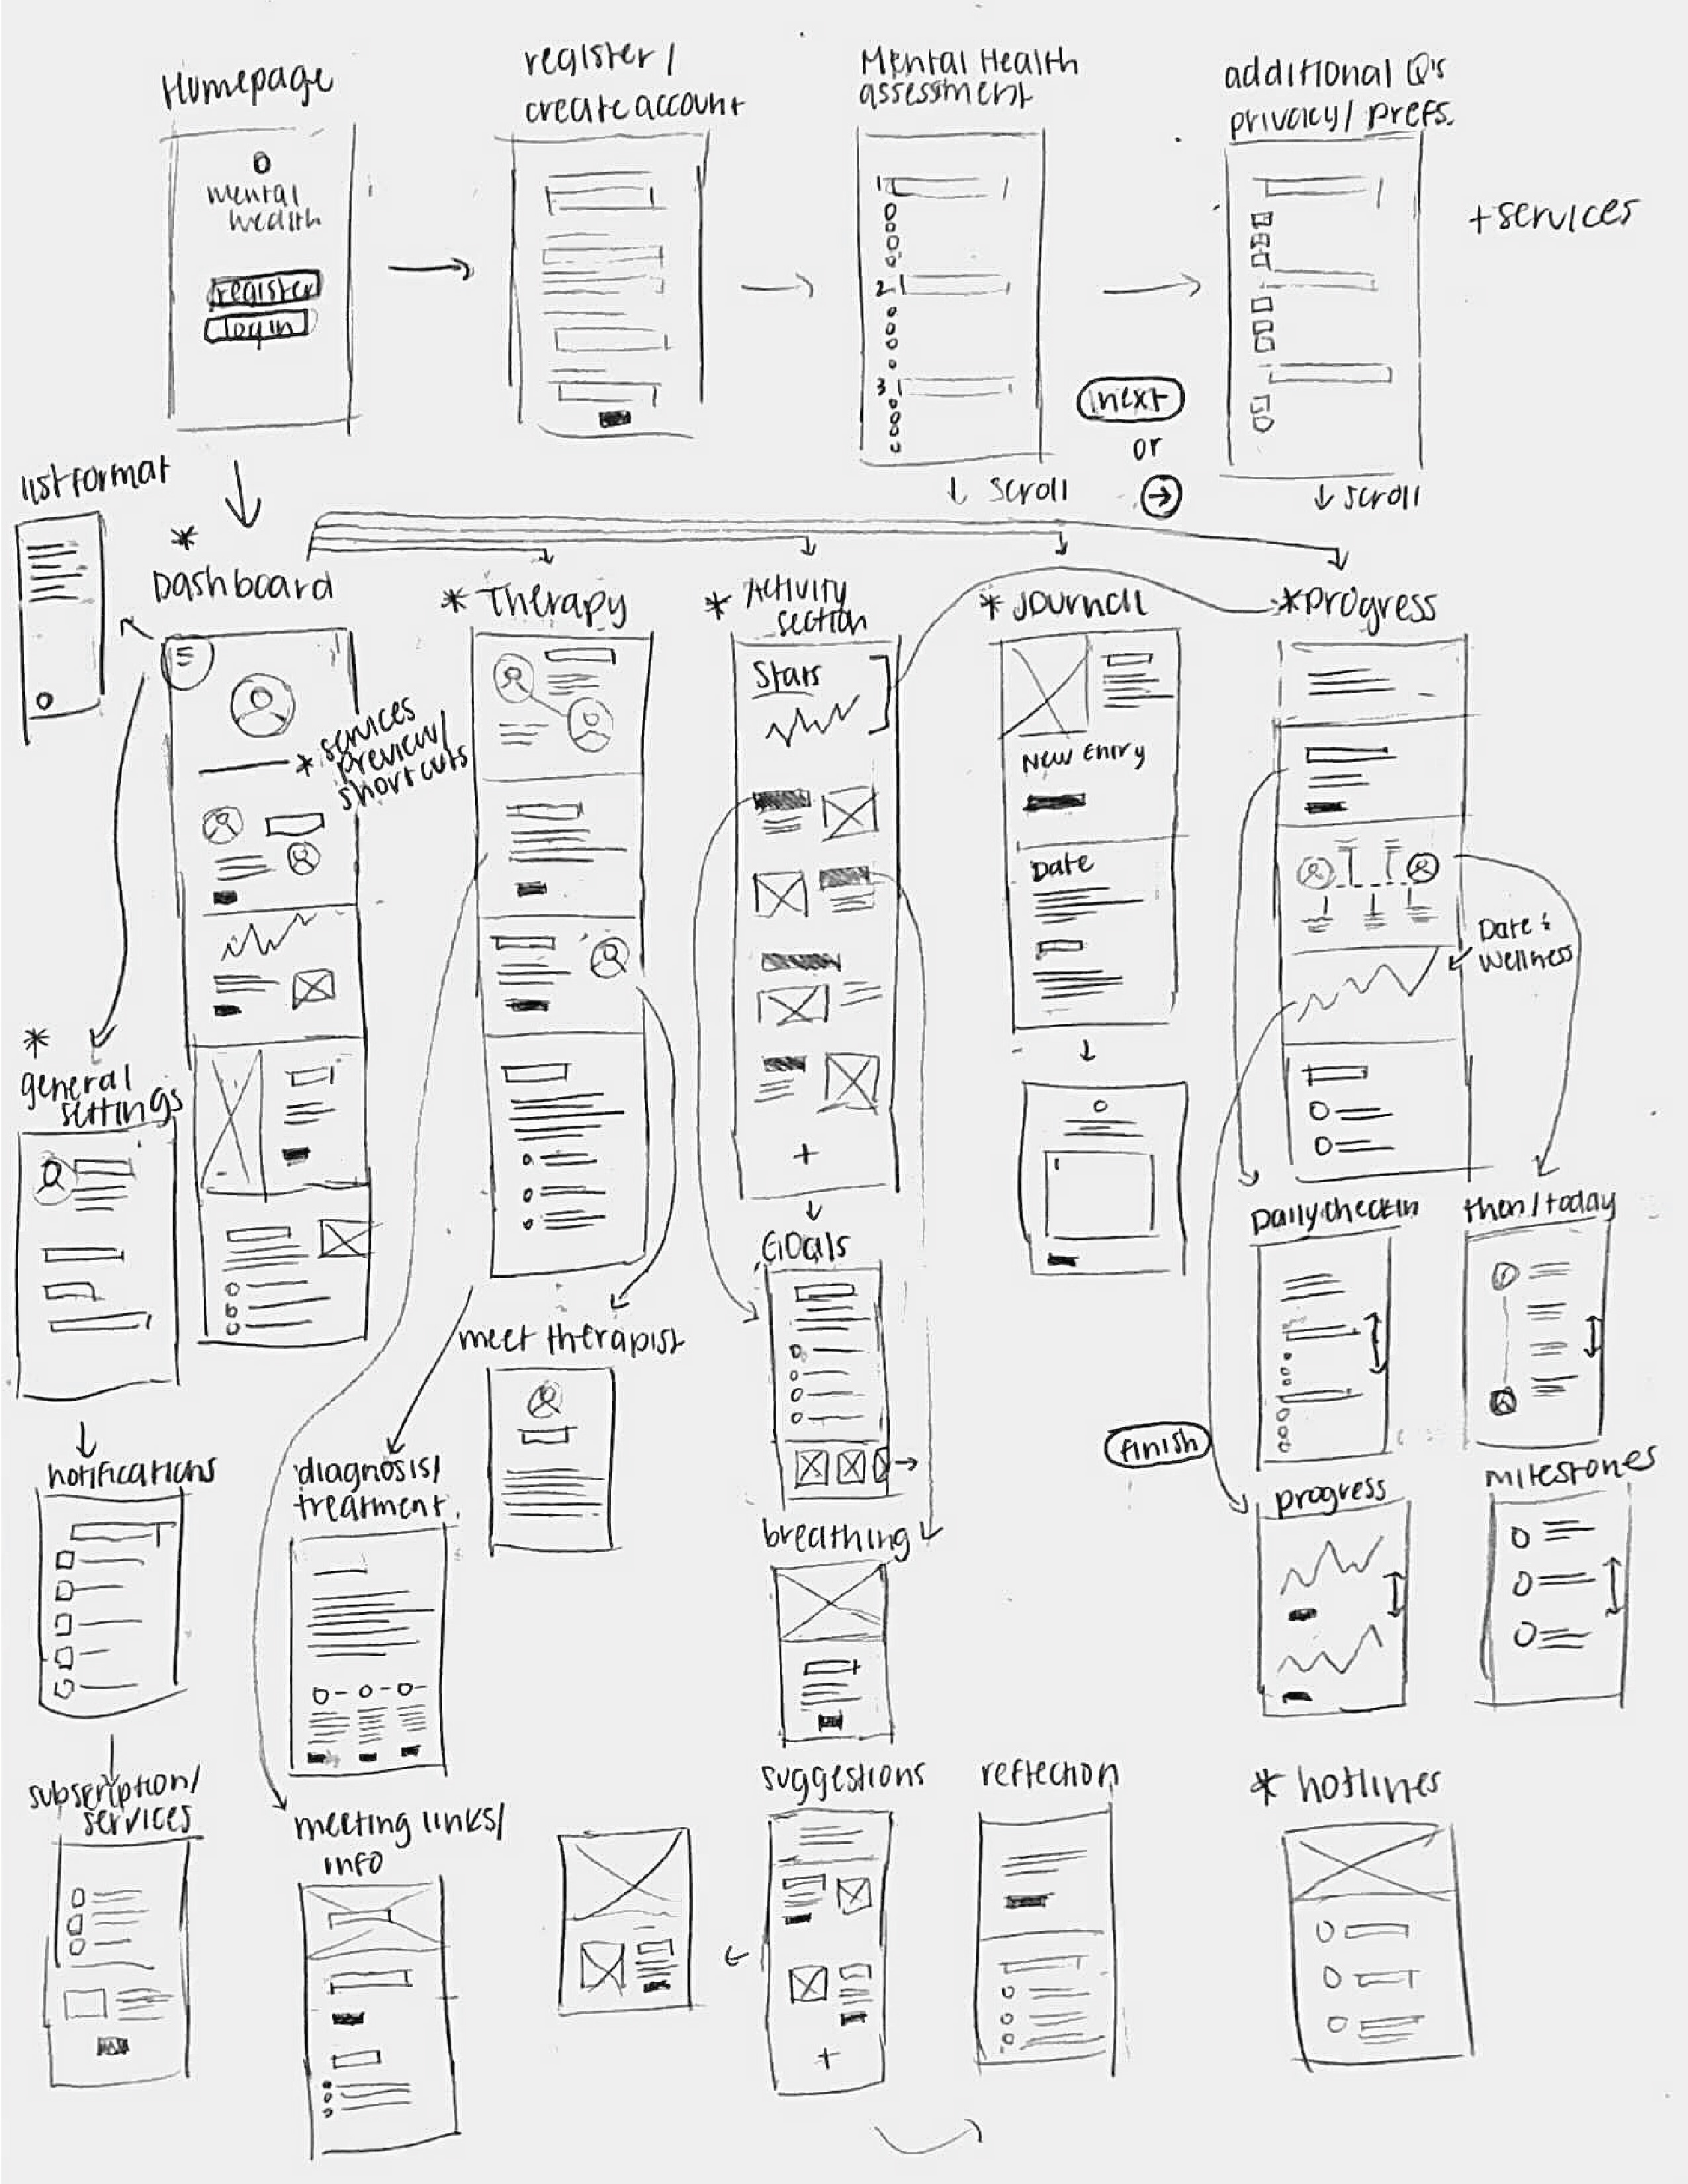 Homepage
register /
create account
Mental Health
assessment
additional Q's
privacy / prefs.
mental
health
register
log in
1
2
3
+ services
next
or
↓ scroll
↓ scroll
list format
* Dashboard
* Therapy
* Activity
section
* Journal
* progress
* services
preview/
shortcuts
Stats
New Entry
Date
Date &
Wellness
* general
settings
Daily checkin
then / today
Goals
meet therapist
finish
notifications
diagnosis/
treatment
progress
milestones
breathing
subscription/
services
meeting links/
info
suggestions
reflection
* hotlines
+
+